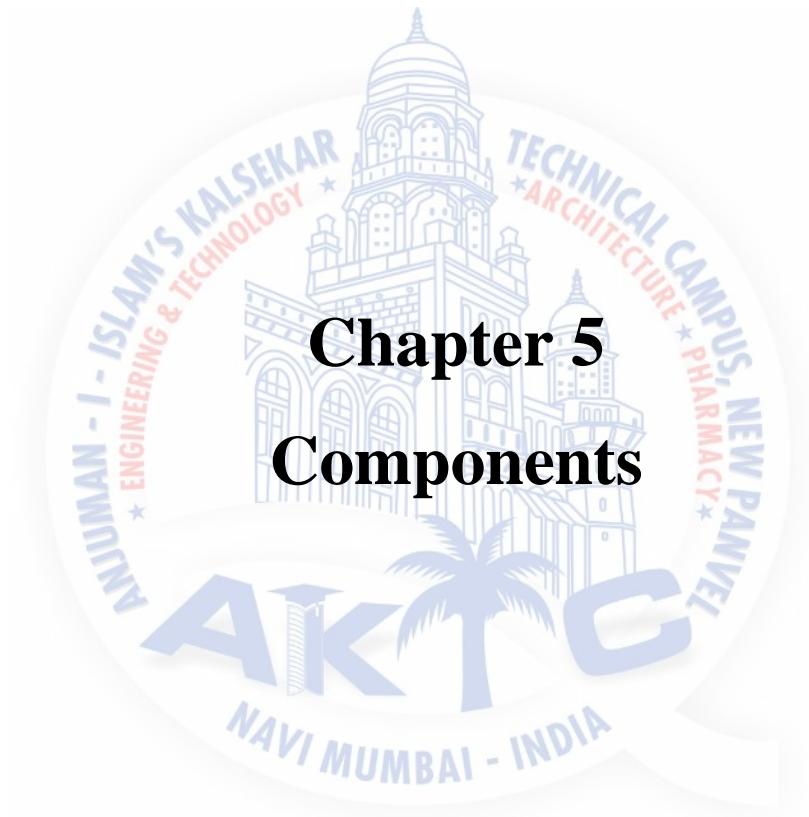 ANJUMAN - I - ISLAM'S KALSEKAR TECHNICAL CAMPUS, NEW PANVEL
★ ENGINEERING & TECHNOLOGY ★ ★ ARCHITECTURE ★ PHARMACY ★
Chapter 5
Components
AKTC
NAVI MUMBAI - INDIA